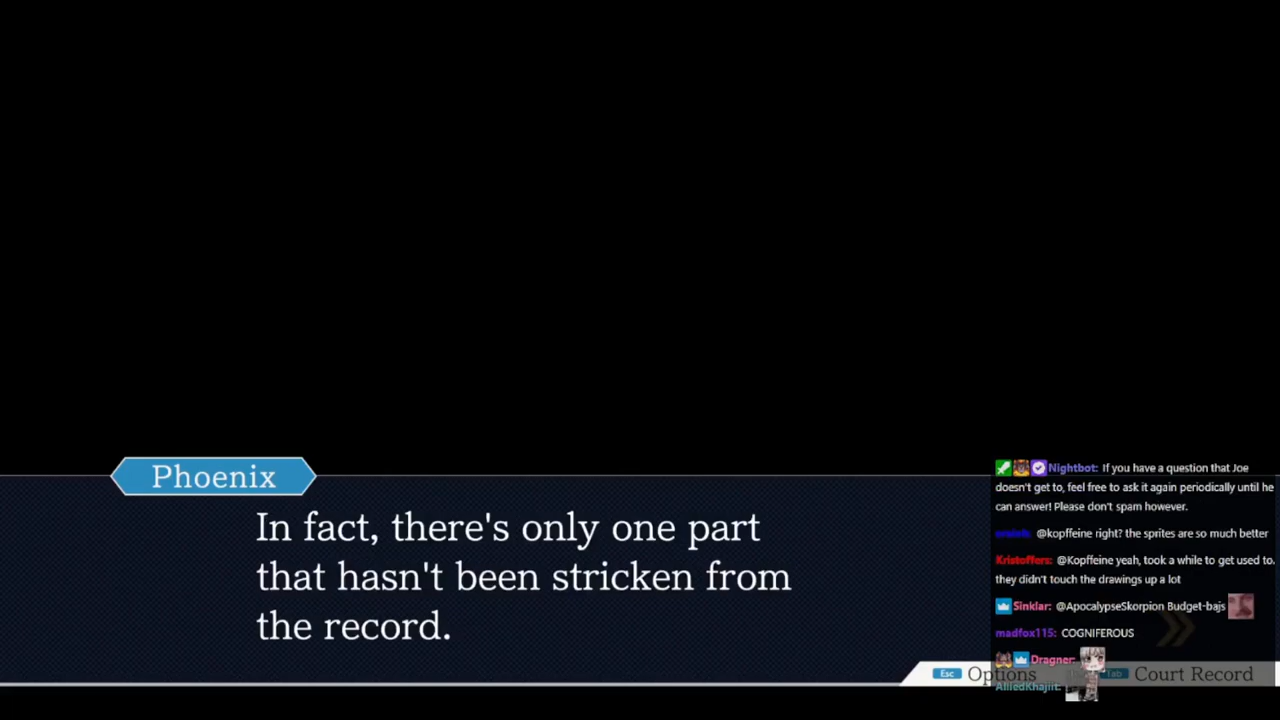 Phoenix
In fact, there's only one part
that hasn't been stricken from
the record.
Nightbot: If you have a question that Joe
doesn't get to, feel free to ask it again periodically until he
can answer! Please don't spam however.
@kopffeine right? the sprites are so much better
Kristoffers: @Kopffeine yeah, took a while to get used to.
they didn't touch the drawings up a lot
Sinklar: @ApocalypseSkorpion Budget-bajs
madfox115: COGNIFEROUS
Dragner:
AlliedKhajiit:
Esc Options Tab Court Record